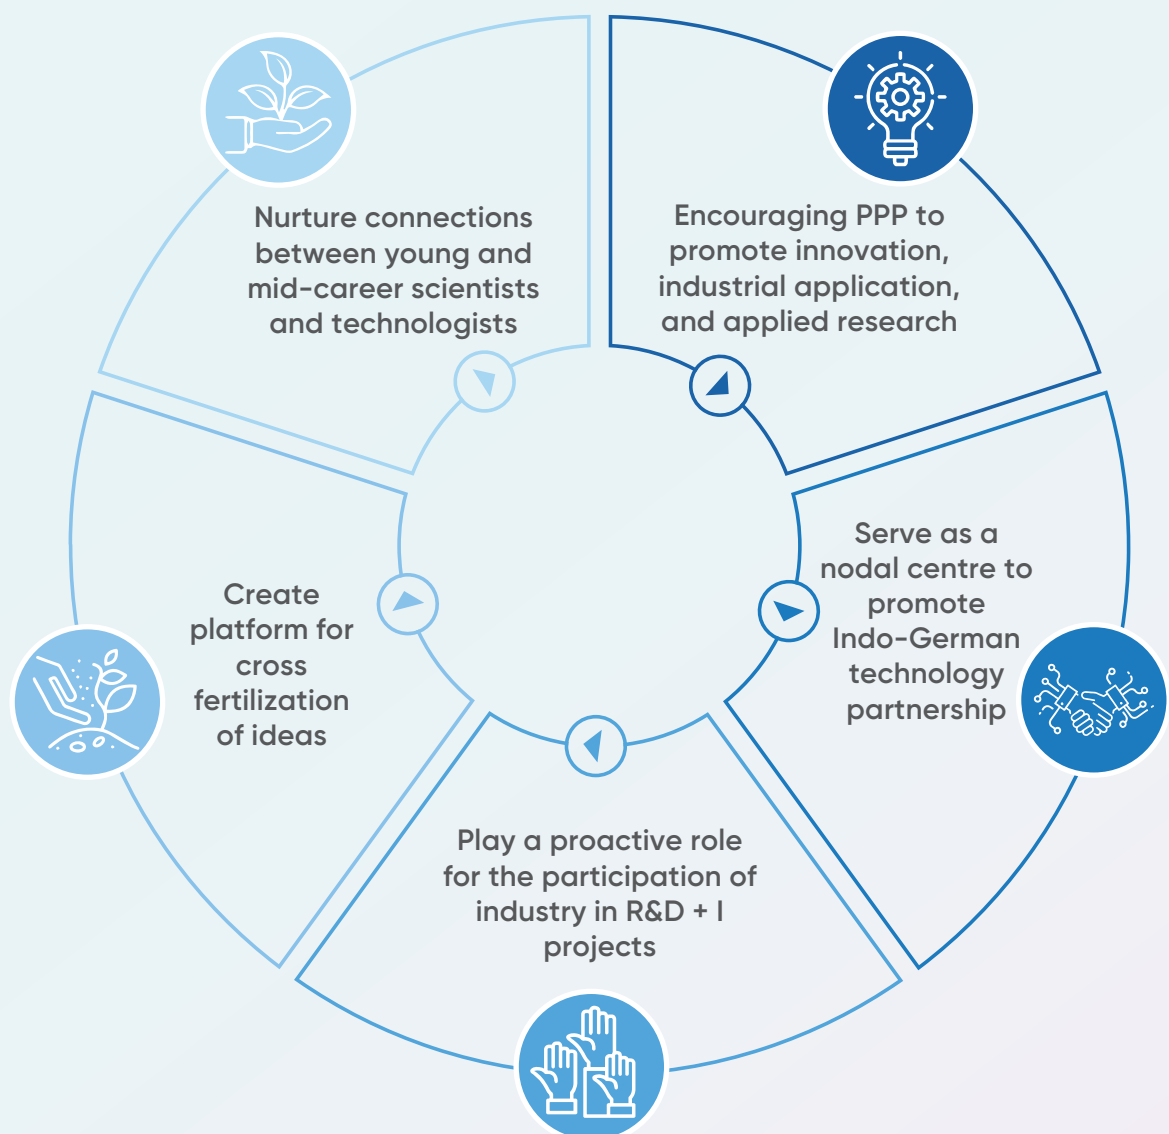 Nurture connections
between young and
mid-career scientists
and technologists
Encouraging PPP to
promote innovation,
industrial application,
and applied research
Serve as a
nodal centre to
promote
Indo-German
technology
partnership
Play a proactive role
for the participation of
industry in R&D + I
projects
Create
platform for
cross
fertilization
of ideas